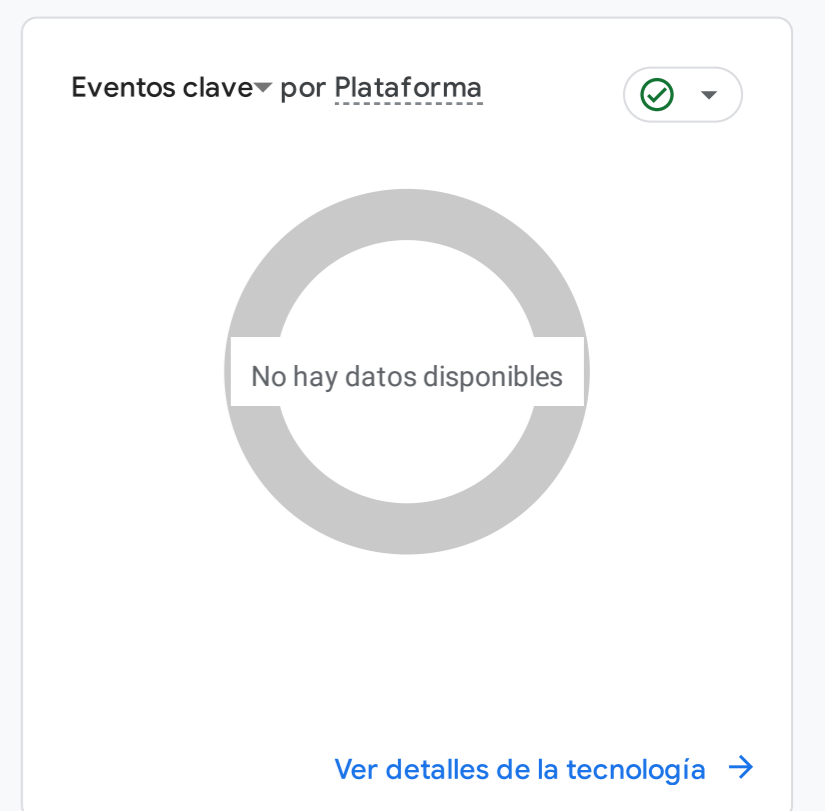 Eventos clave por Plataforma
No hay datos disponibles
Ver detalles de la tecnología